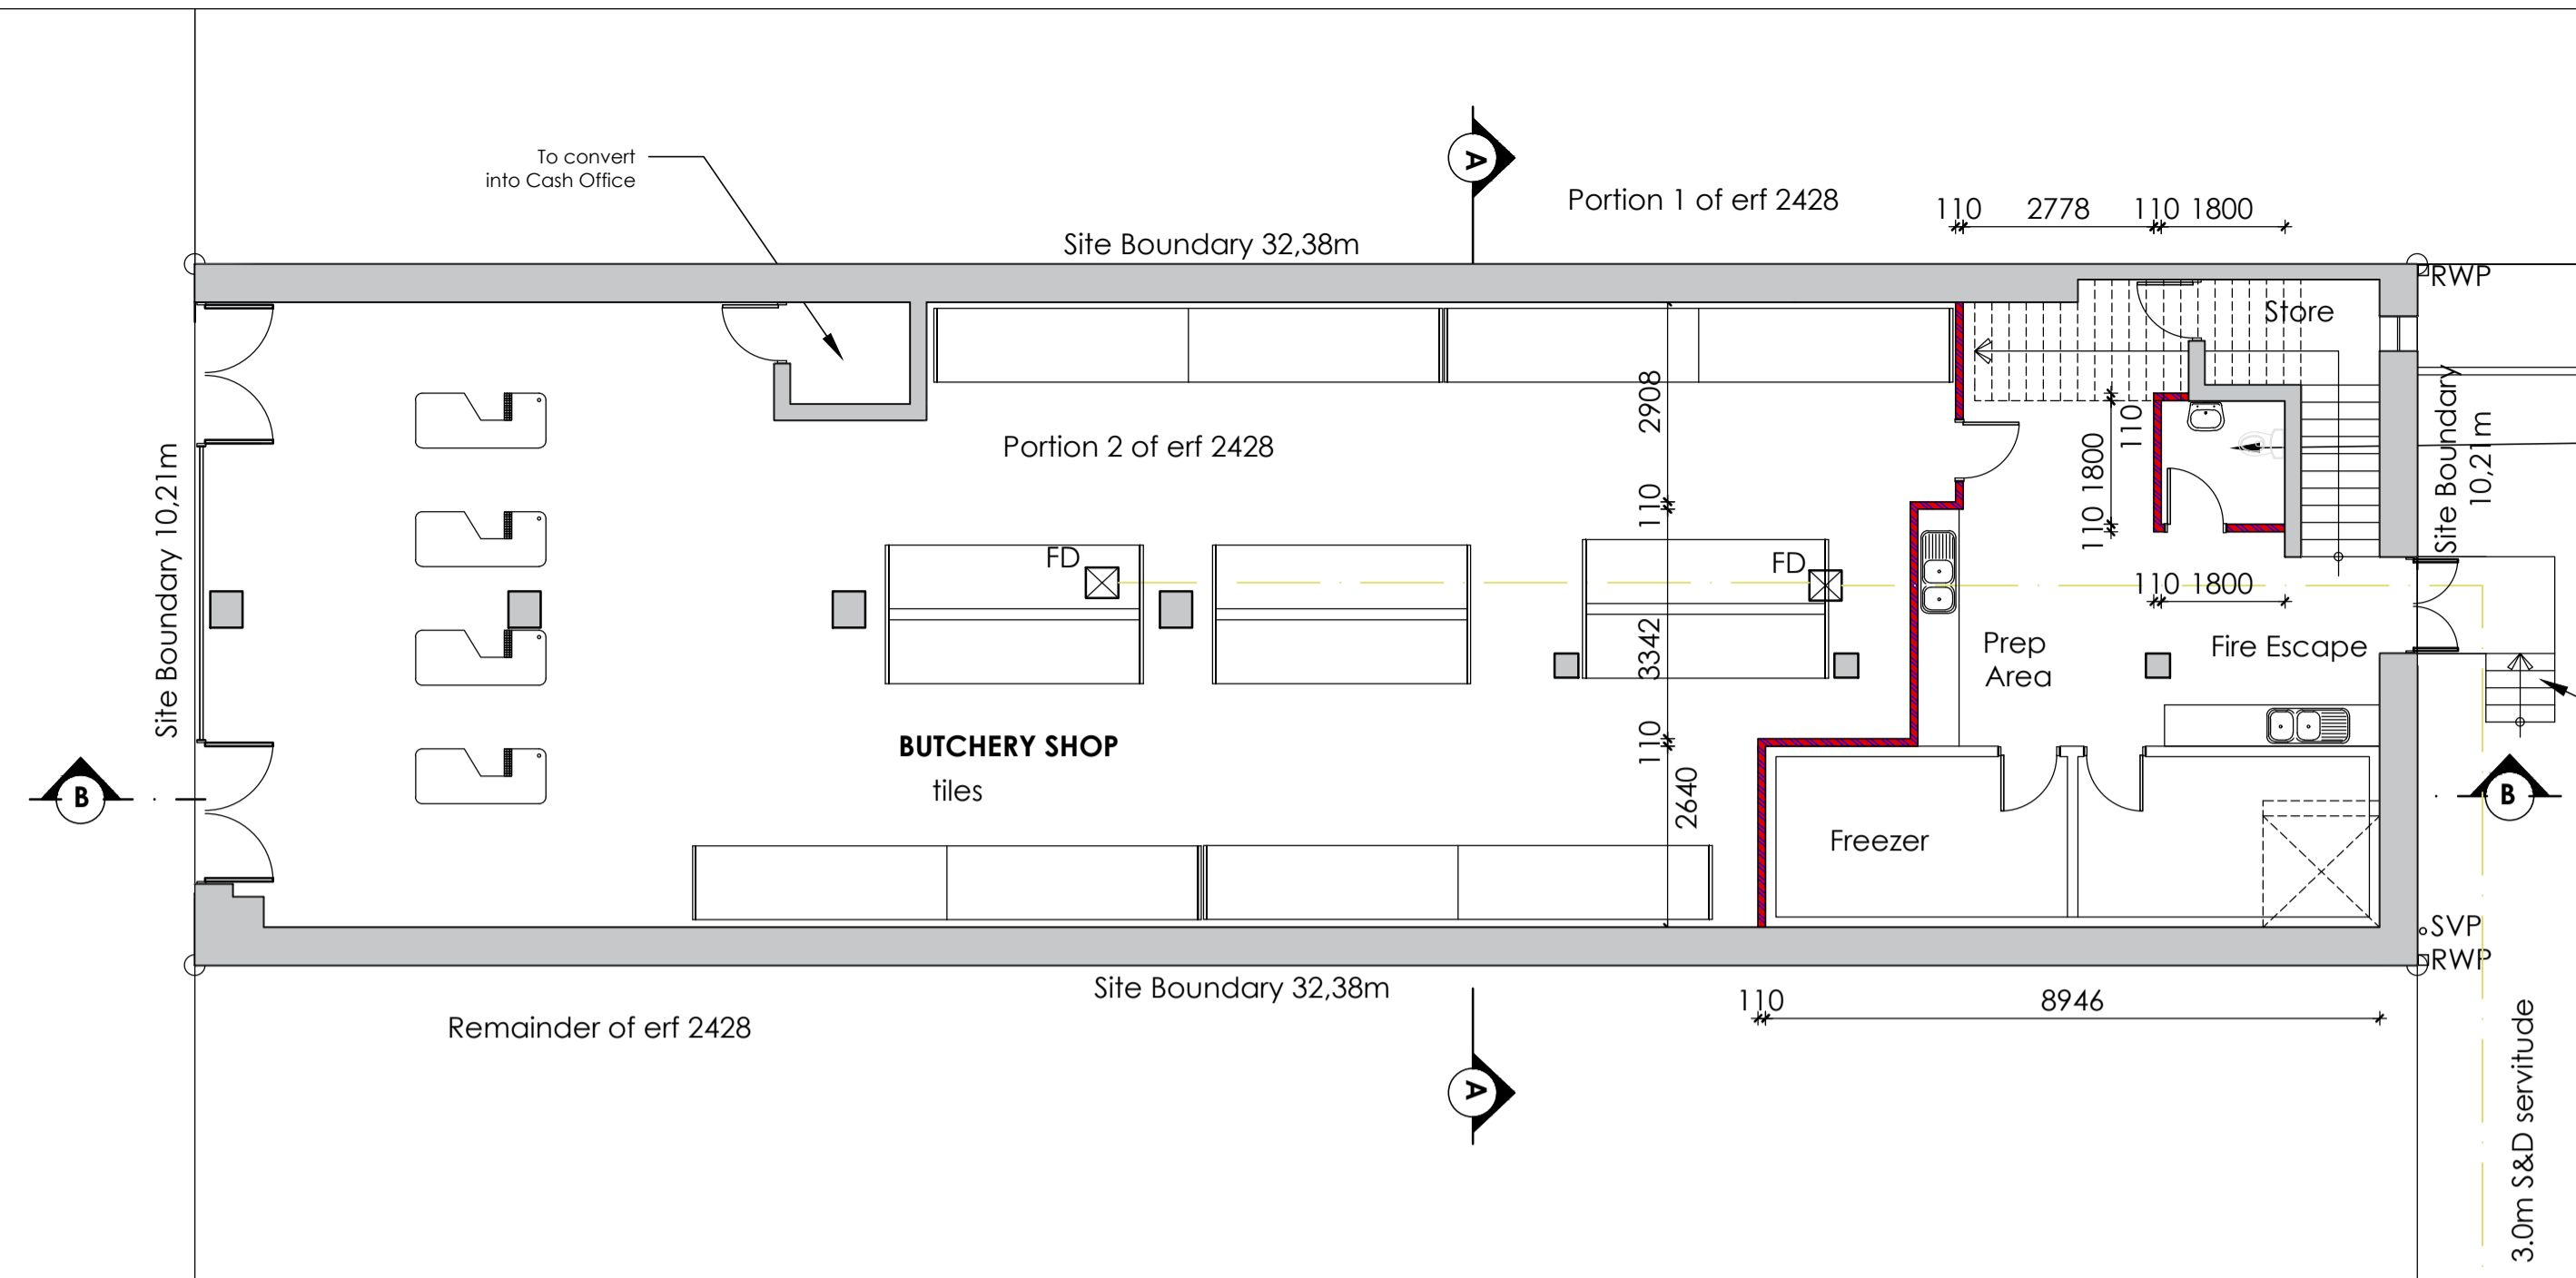 To convert
into Cash Office
A
Portion 1 of erf 2428
110 2778 110 1800
Site Boundary 32,38m
RWP
Store
2908
110
3342
110
2640
Portion 2 of erf 2428
110
1800
110
Site Boundary
10,21m
Site Boundary 10,21m
FD
FD
110 1800
Prep
Area
Fire Escape
BUTCHERY SHOP
tiles
B
B
Freezer
SVP
RWP
Site Boundary 32,38m
110 8946
Remainder of erf 2428
A
3.0m S&D servitude